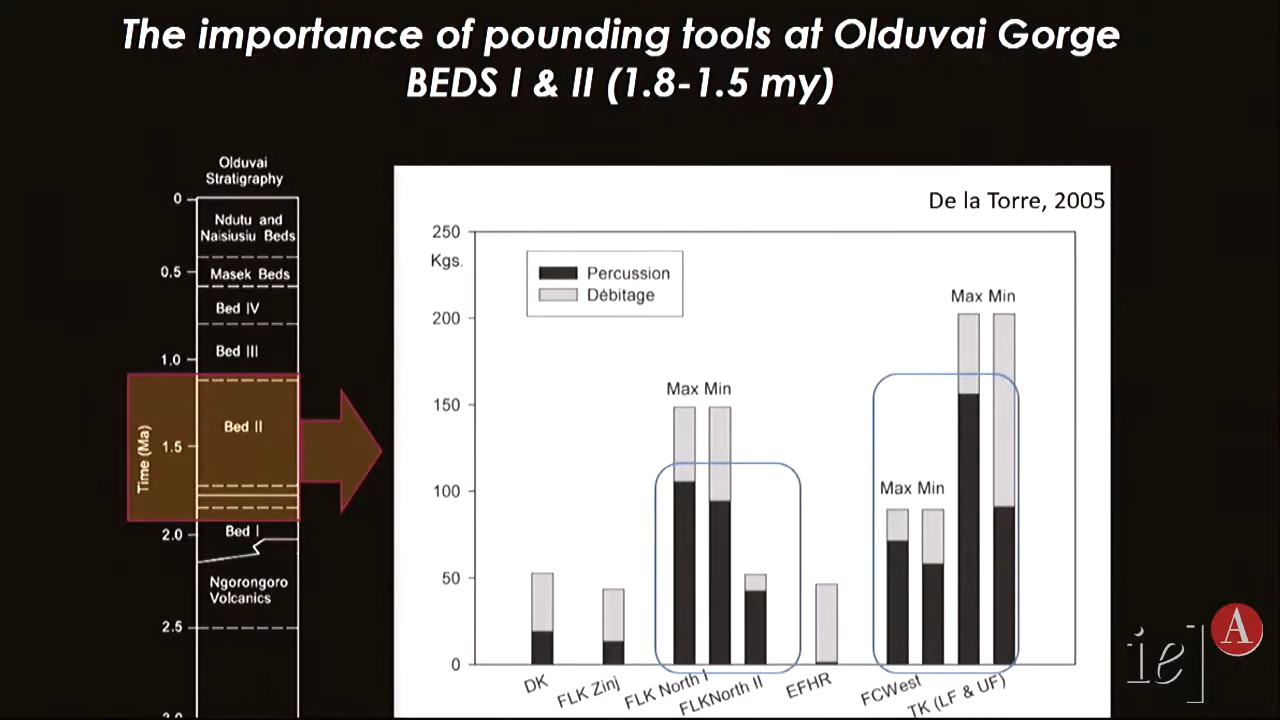 The importance of pounding tools at Olduvai Gorge
BEDS I & II (1.8-1.5 my)
Olduvai
Stratigraphy
0
Ndutu and
Naisiusiu Beds
0.5
Masek Beds
Bed IV
Bed III
1.0
Bed II
1.5
Time (Ma)
2.0
Bed I
Ngorongoro
Volcanics
2.5
3.0
De la Torre, 2005
250
Kgs.
200
150
100
50
0
Percussion
Débitage
Max Min
Max Min
Max Min
DK
FLK Zinj
FLK North I
FLKNorth II
EFHR
FCWest
TK (LF & UF)
ie]
A